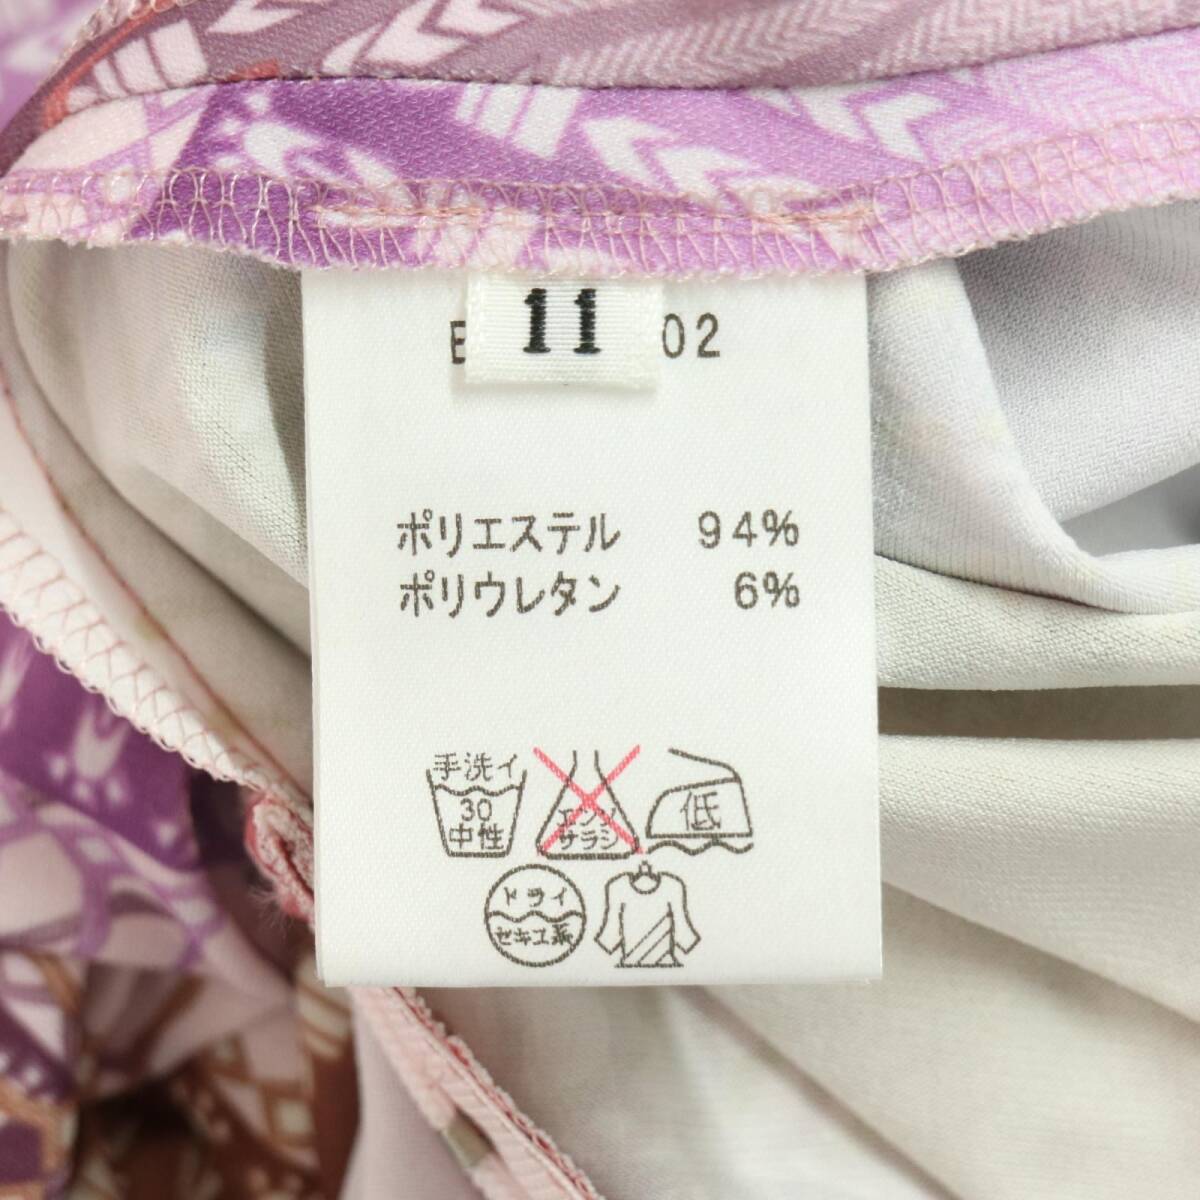 11
02
ポリエステル 94%
ポリウレタン 6%
手洗イ
30
中性
エンソ
サラシ
低
ドライ
セキユ系